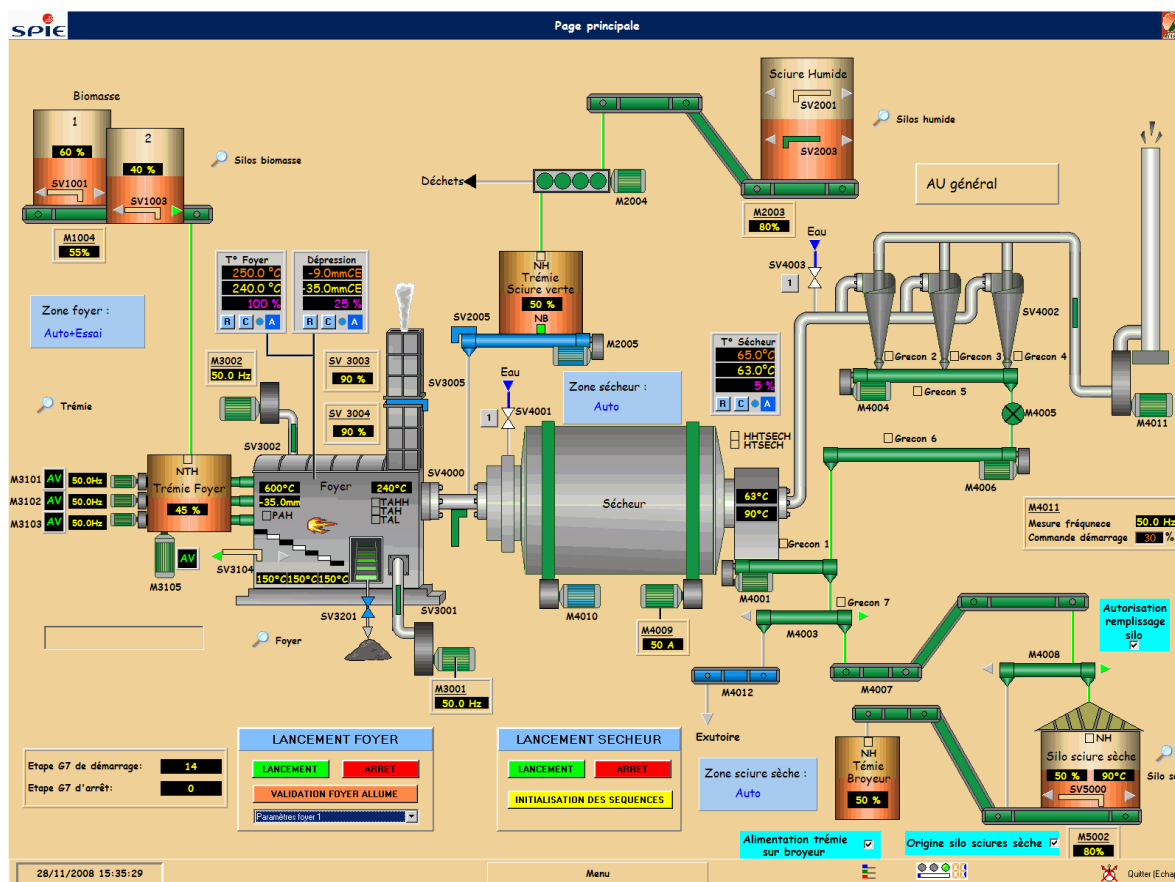 SPIE
Page principale
Biomasse
1
60 %
SV1001
2
40 %
SV1003
Silos biomasse
M1004
55%
Déchets
M2004
Sciure Humide
SV2001
SV2003
Silos humide
M2003
80%
AU général
Eau
SV4003
1
SV4002
Zone foyer :
Auto+Essai
T° Foyer
250.0 °C
240.0 °C
100 %
R C A
Dépression
-9.0mmCE
-35.0mmCE
25 %
R C A
NH
Trémie
Sciure verte
50 %
NB
SV2005
M2005
T° Sécheur
65.0°C
63.0°C
5 %
R C A
Grecon 2
Grecon 3
Grecon 4
Grecon 5
M4004
M4005
M4011
M3002
50.0 Hz
SV 3003
90 %
SV 3004
90 %
SV3005
Eau
1
SV4001
Zone sécheur :
Auto
HHTSECH
HTSECH
Grecon 6
M4006
Trémie
SV3002
SV4000
M3101 AV 50.0Hz
M3102 AV 50.0Hz
M3103 AV 50.0Hz
NTH
Trémie Foyer
45 %
M3105
AV
SV3104
600°C
Foyer
240°C
-35.0mm
PAH
TAHH
TAH
TAL
150°C 150°C 150°C
SV3201
SV3001
Sécheur
63°C
90°C
Grecon 1
M4010
M4009
50 A
M4001
M4011
Mesure fréqunece 50.0 Hz
Commande démarrage 30 %
Grecon 7
M4003
M4007
M4012
Exutoire
M4008
Autorisation
remplissage
silo
Foyer
M3001
50.0 Hz
Etape G7 de démarrage: 14
Etape G7 d'arrêt: 0
LANCEMENT FOYER
LANCEMENT
ARRET
VALIDATION FOYER ALLUME
Paramètres foyer 1
LANCEMENT SECHEUR
LANCEMENT
ARRET
INITIALISATION DES SEQUENCES
Zone sciure sèche :
Auto
NH
Témie
Broyeur
50 %
NH
Silo sciure sèche
50 % 90°C
SV5000
Silo
M5002
80%
Alimentation trémie
sur broyeur
Origine silo sciures sèche
28/11/2008 15:35:29
Menu
Quitter